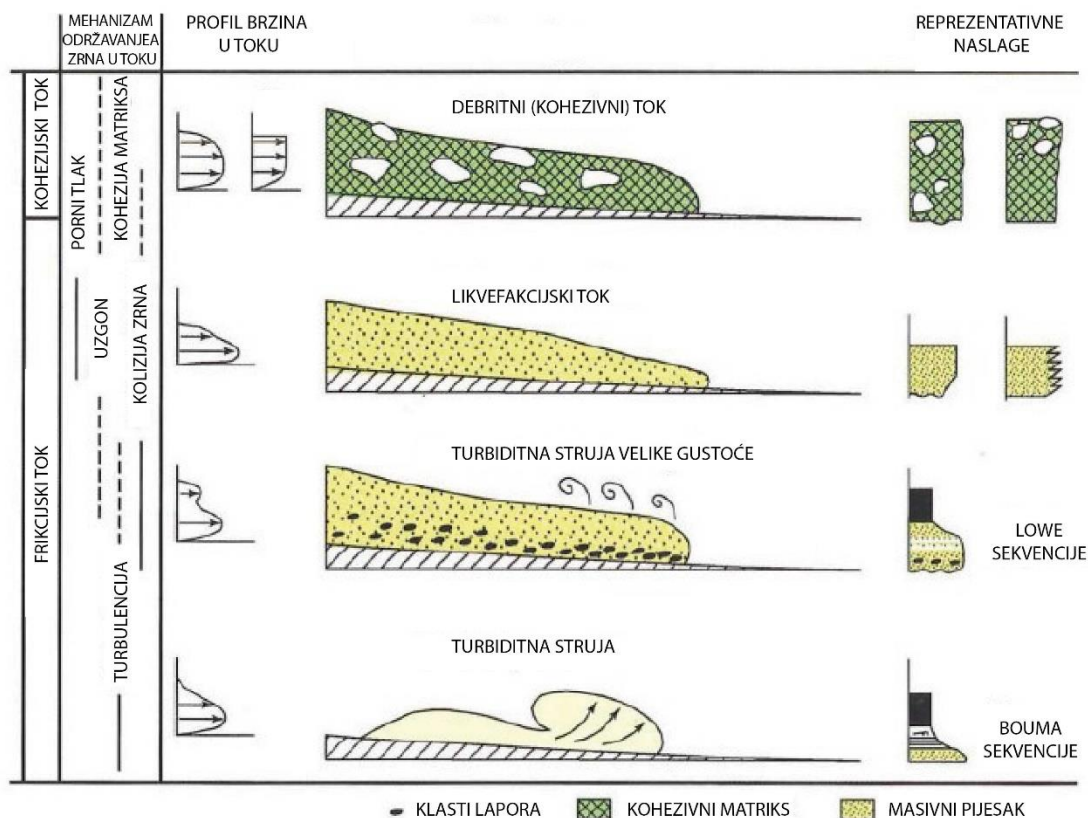 MEHANIZAM
ODRŽAVANJEA
ZRNA U TOKU
PROFIL BRZINA
U TOKU
REPREZENTATIVNE
NASLAGE
KOHEZIJSKI TOK
FRIKCIJSKI TOK
PORNI TLAK
KOHEZIJA MATRIKSA
UZGON
KOLIZIJA ZRNA
TURBULENCIJA
DEBRITNI (KOHEZIVNI) TOK
LIKVEFAKCIJSKI TOK
TURBIDITNA STRUJA VELIKE GUSTOĆE
LOWE
SEKVENCIJE
TURBIDITNA STRUJA
BOUMA
SEKVENCIJE
KLASTI LAPORA
KOHEZIVNI MATRIKS
MASIVNI PIJESAK